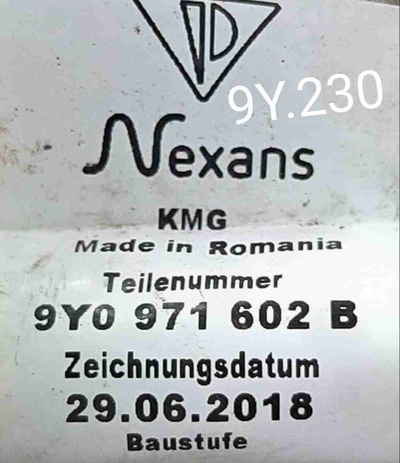 9Y.230
Nexans
KMG
Made in Romania
Teilenummer
9Y0 971 602 B
Zeichnungsdatum
29.06.2018
Baustufe